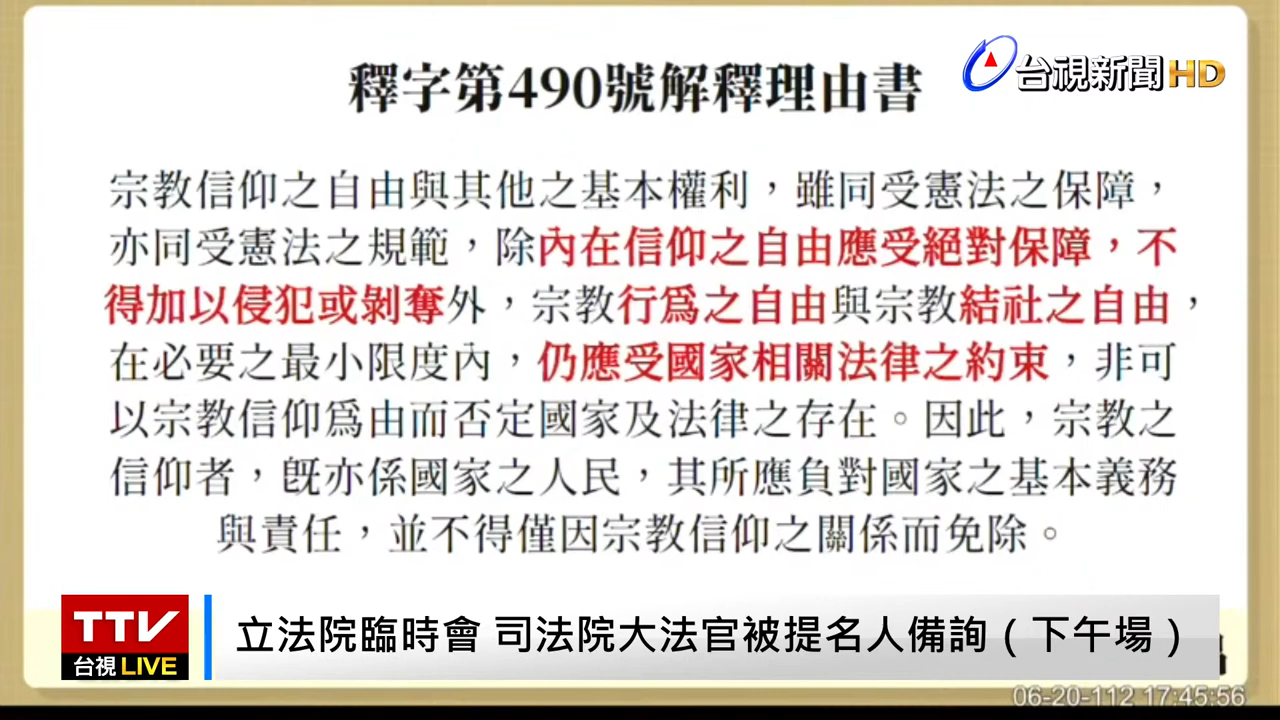 釋字第490號解釋理由書
台視新聞HD
宗教信仰之自由與其他之基本權利，雖同受憲法之保障，
亦同受憲法之規範，除內在信仰之自由應受絕對保障，不
得加以侵犯或剝奪外，宗教行為之自由與宗教結社之自由，
在必要之最小限度內，仍應受國家相關法律之約束，非可
以宗教信仰為由而否定國家及法律之存在。因此，宗教之
信仰者，既亦係國家之人民，其所應負對國家之基本義務
與責任，並不得僅因宗教信仰之關係而免除。
TTV
台視LIVE
立法院臨時會 司法院大法官被提名人備詢（下午場）
06-20-112 17:45:56